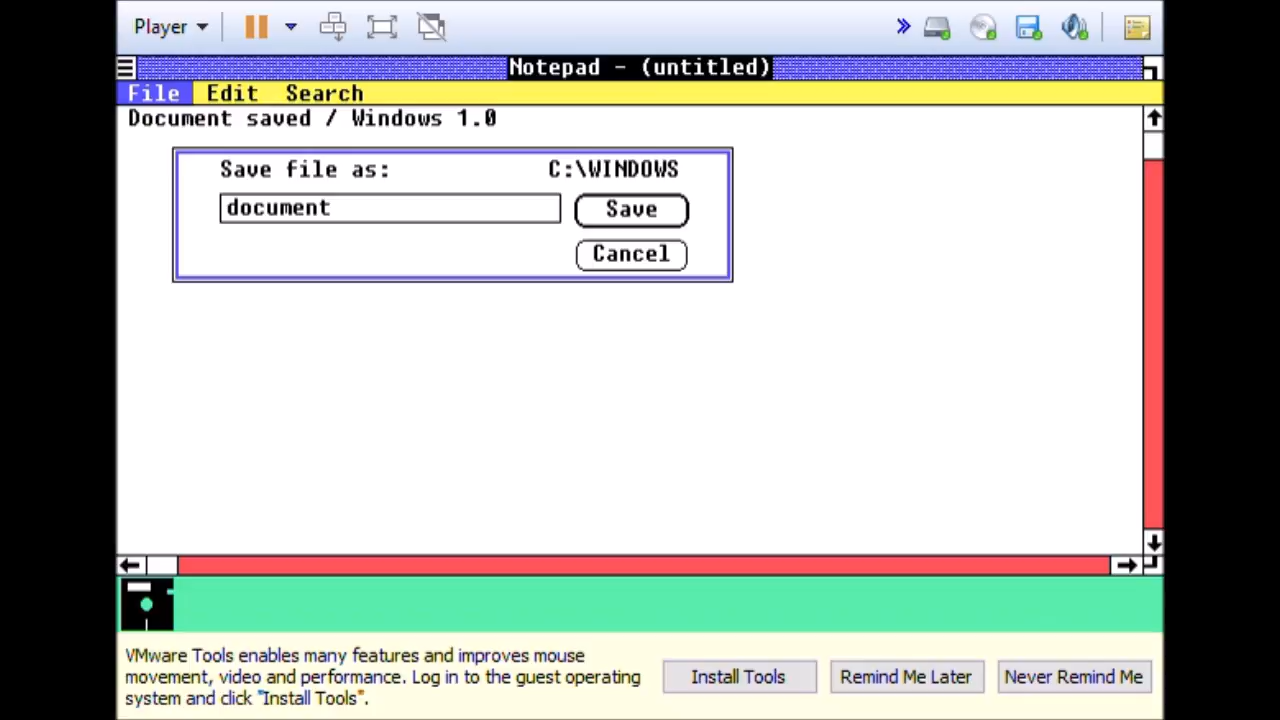 Player
Notepad - (untitled)
File Edit Search
Document saved / Windows 1.0
Save file as: C:\WINDOWS
document Save
Cancel
VMware Tools enables many features and improves mouse
movement, video and performance. Log in to the guest operating
system and click "Install Tools".
Install Tools Remind Me Later Never Remind Me